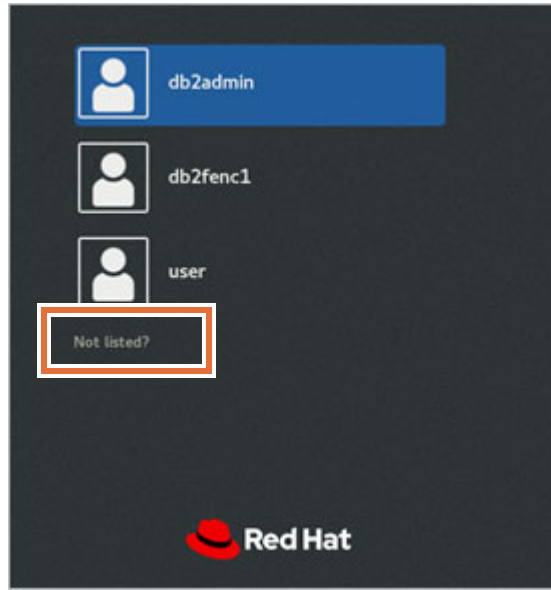 db2admin
db2fenc1
user
Not listed?
Red Hat